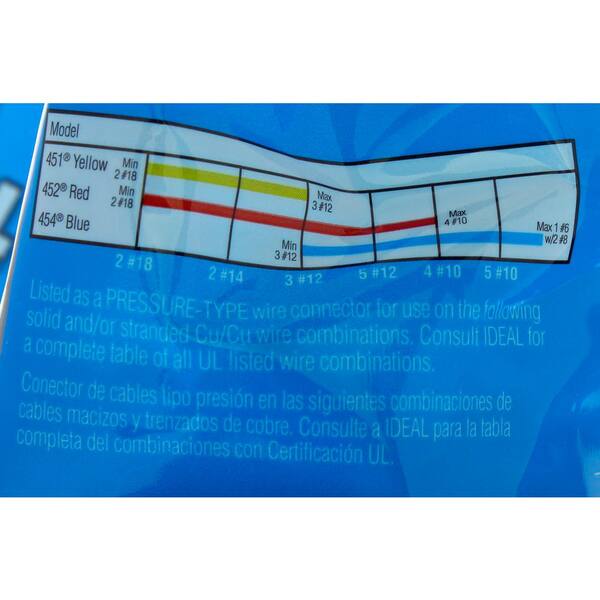 Model
451® Yellow Min 2 #18 Max 3 #12
452® Red Min 2 #18 Max 4 #10
454® Blue Min 3 #12 Max 1 #6 w/2 #8
2 #18 2 #14 3 #12 5 #12 4 #10 5 #10
Listed as a PRESSURE-TYPE wire connector for use on the following
solid and/or stranded Cu/Cu wire combinations. Consult IDEAL for
a complete table of all UL listed wire combinations.
Conector de cables tipo presión en las siguientes combinaciones de
cables macizos y trenzados de cobre. Consulte a IDEAL para la tabla
completa del combinaciones con Certificación UL.